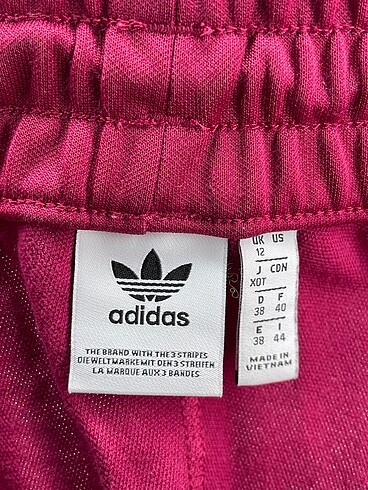 adidas
THE BRAND WITH THE 3 STRIPES
DIE WELTMARKE MIT DEN 3 STREIFEN
LA MARQUE AUX 3 BANDES
UK US
12
J CDN
XOT
D F
38 40
E I
38 44
MADE IN
VIETNAM